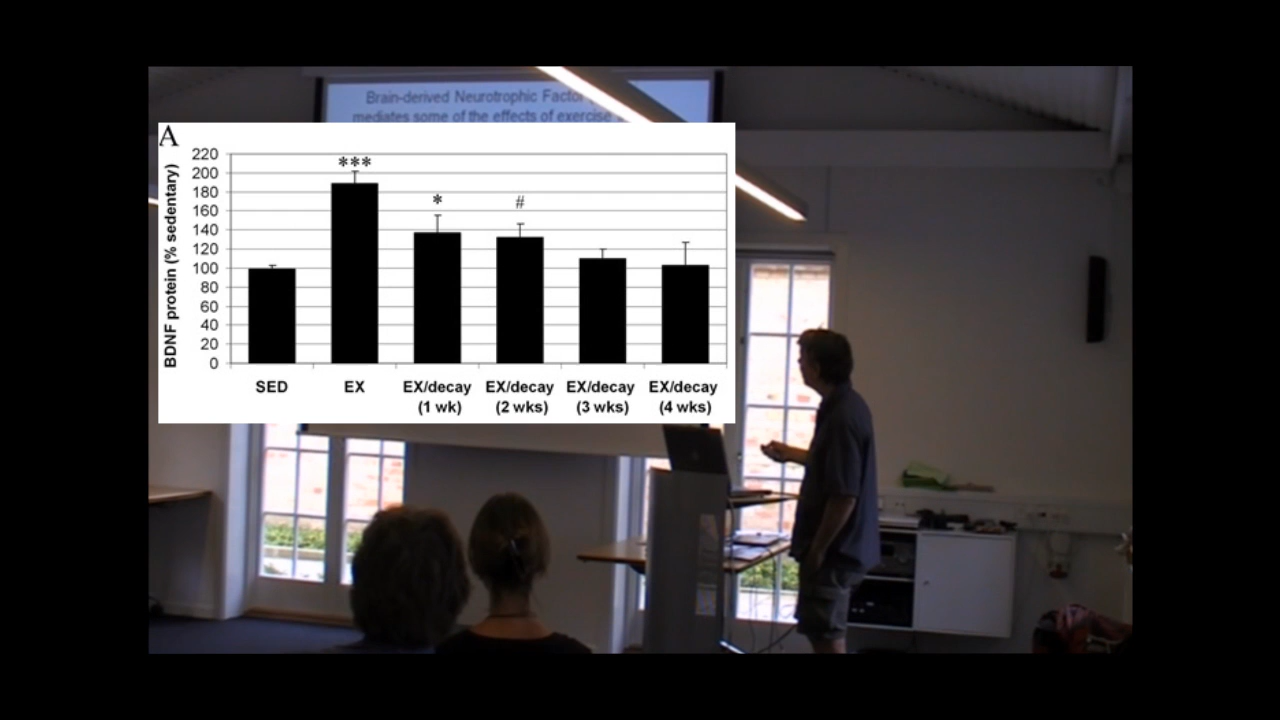 Brain-derived Neurotrophic Factor
mediates some of the effects of exercise
A
BDNF protein (% sedentary)
220
200
180
160
140
120
100
80
60
40
20
0
***
*
#
SED EX EX/decay EX/decay EX/decay EX/decay
(1 wk) (2 wks) (3 wks) (4 wks)